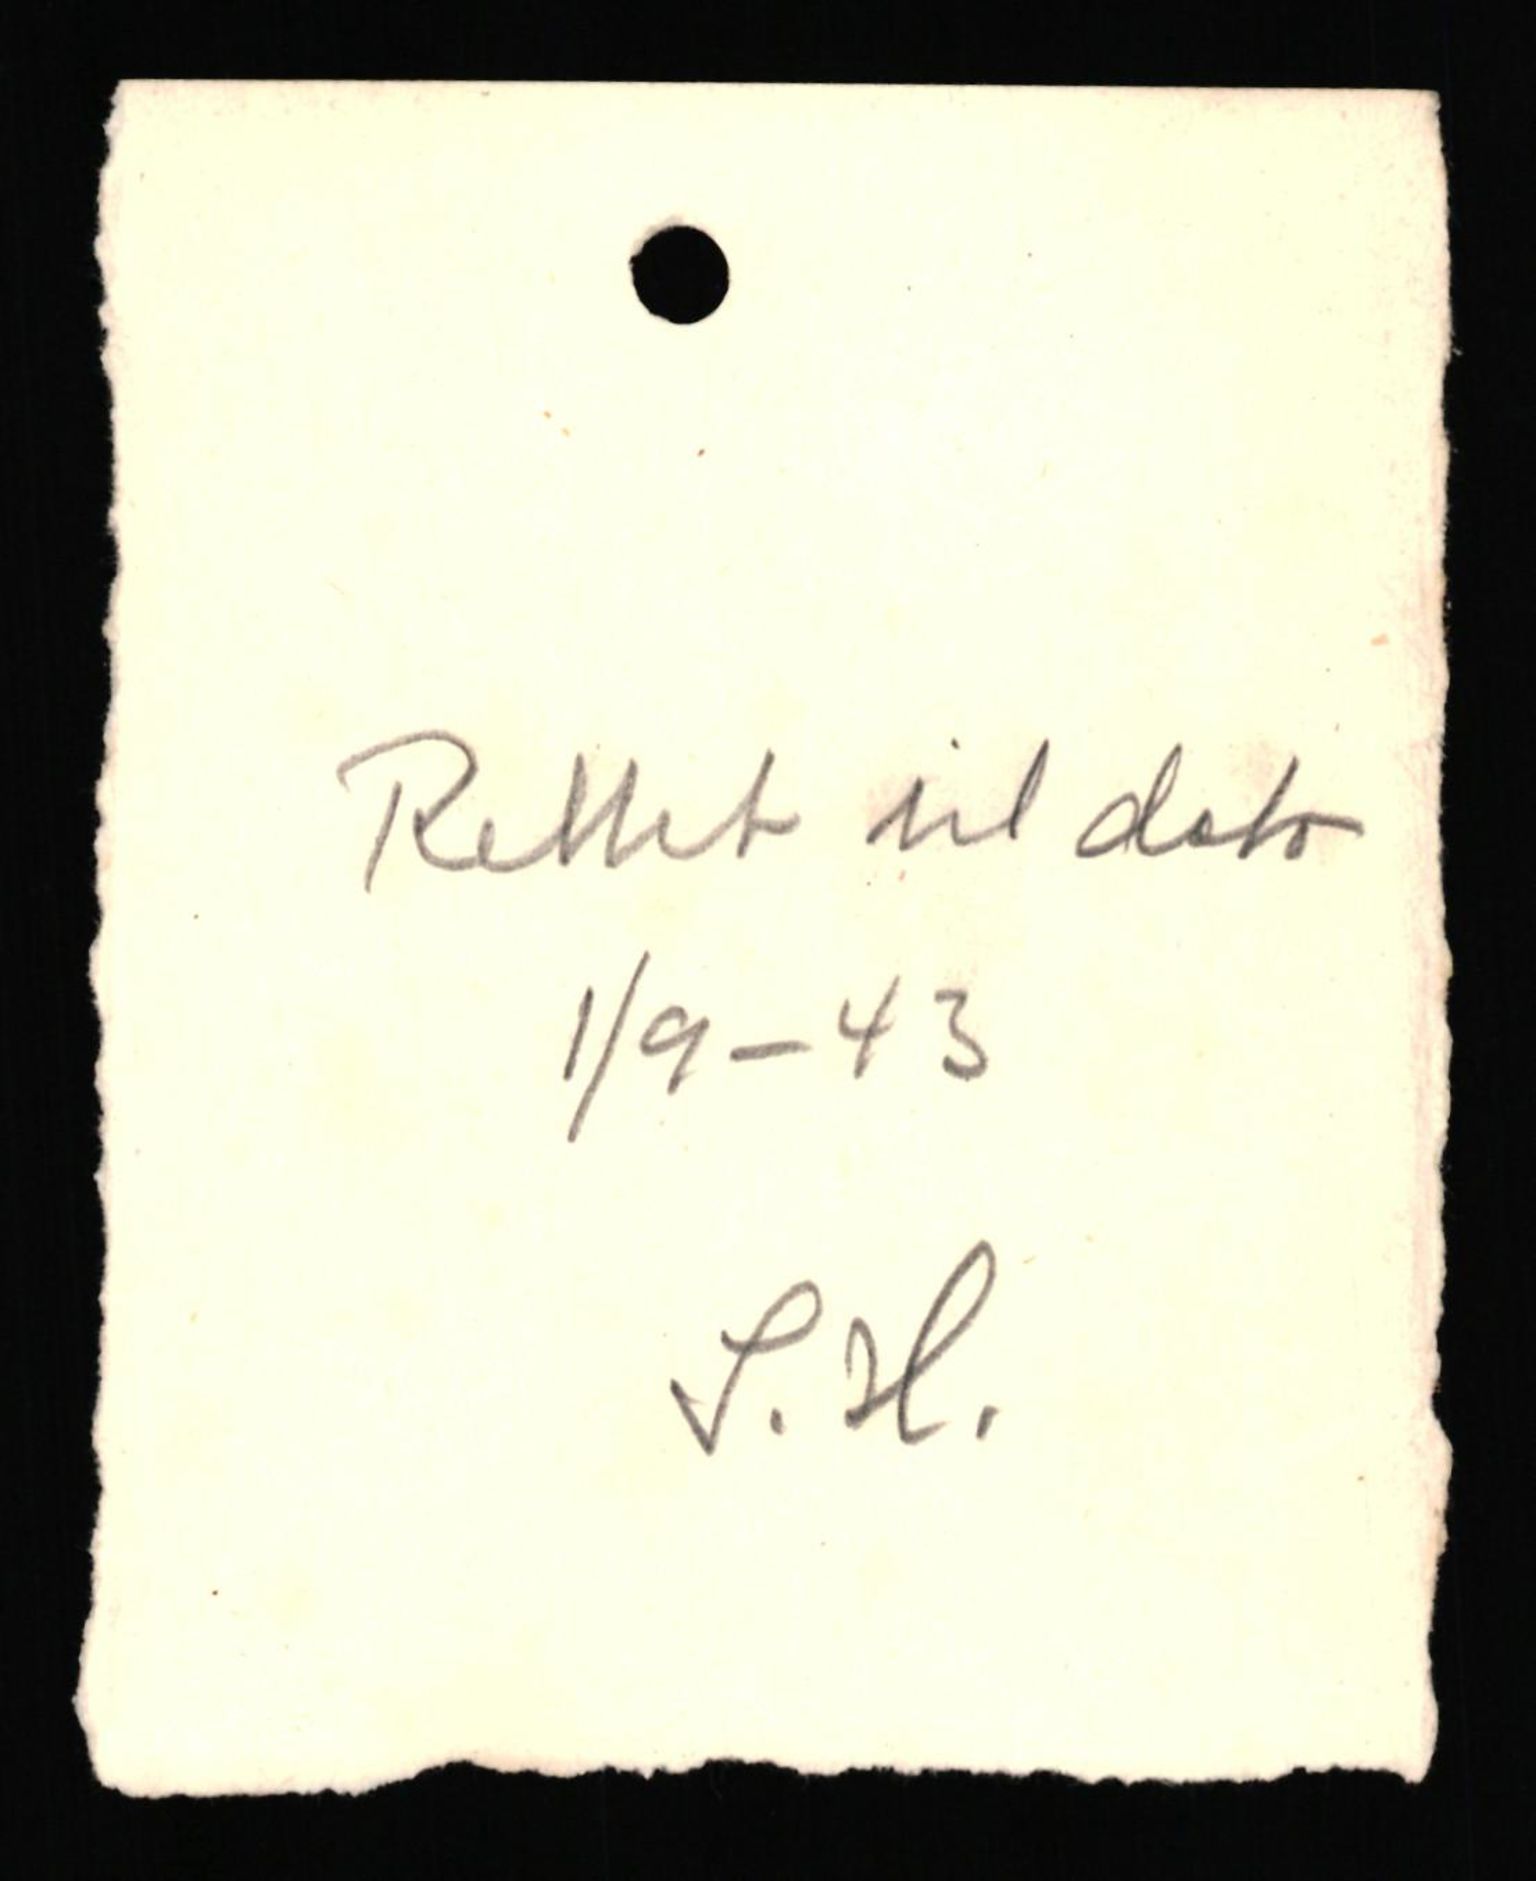 Rettet til dato
1/9-43
S. H.